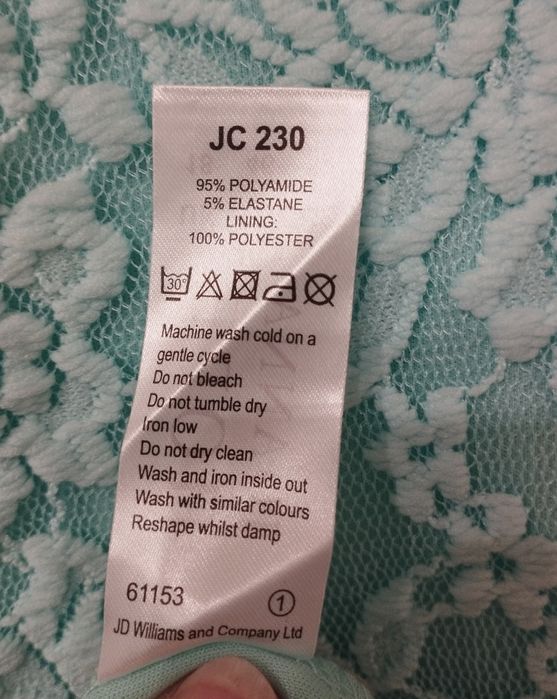 JC 230
95% POLYAMIDE
5% ELASTANE
LINING:
100% POLYESTER
30°
Machine wash cold on a
gentle cycle
Do not bleach
Do not tumble dry
Iron low
Do not dry clean
Wash and iron inside out
Wash with similar colours
Reshape whilst damp
61153 1
JD Williams and Company Ltd